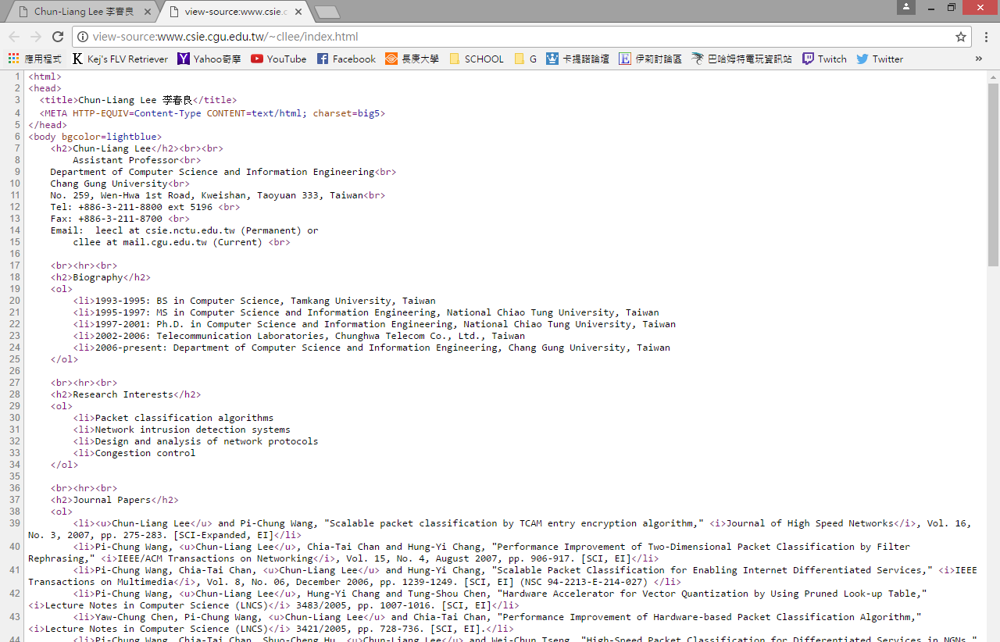 Chun-Liang Lee 李春良
view-source:www.csie.c
view-source:www.csie.cgu.edu.tw/~cllee/index.html
應用程式 Kej's FLV Retriever Yahoo奇摩 YouTube Facebook 長庚大學 SCHOOL G 卡提諾論壇 伊莉討論區 巴哈姆特電玩資訊站 Twitch Twitter »
1 <html>
2 <head>
3 <title>Chun-Liang Lee 李春良</title>
4 <META HTTP-EQUIV=Content-Type CONTENT=text/html; charset=big5>
5 </head>
6 <body bgcolor=lightblue>
7 <h2>Chun-Liang Lee</h2><br><br>
8 Assistant Professor<br>
9 Department of Computer Science and Information Engineering<br>
10 Chang Gung University<br>
11 No. 259, Wen-Hwa 1st Road, Kweishan, Taoyuan 333, Taiwan<br>
12 Tel: +886-3-211-8800 ext 5196 <br>
13 Fax: +886-3-211-8700 <br>
14 Email: leecl at csie.nctu.edu.tw (Permanent) or
15 cllee at mail.cgu.edu.tw (Current) <br>
16
17 <br><hr><br>
18 <h2>Biography</h2>
19 <ol>
20 <li>1993-1995: BS in Computer Science, Tamkang University, Taiwan
21 <li>1995-1997: MS in Computer Science and Information Engineering, National Chiao Tung University, Taiwan
22 <li>1997-2001: Ph.D. in Computer Science and Information Engineering, National Chiao Tung University, Taiwan
23 <li>2002-2006: Telecommunication Laboratories, Chunghwa Telecom Co., Ltd., Taiwan
24 <li>2006-present: Department of Computer Science and Information Engineering, Chang Gung University, Taiwan
25 </ol>
26
27 <br><hr><br>
28 <h2>Research Interests</h2>
29 <ol>
30 <li>Packet classification algorithms
31 <li>Network intrusion detection systems
32 <li>Design and analysis of network protocols
33 <li>Congestion control
34 </ol>
35
36 <br><hr><br>
37 <h2>Journal Papers</h2>
38 <ol>
39 <li><u>Chun-Liang Lee</u> and Pi-Chung Wang, "Scalable packet classification by TCAM entry encryption algorithm," <i>Journal of High Speed Networks</i>, Vol. 16,
No. 3, 2007, pp. 275-283. [SCI-Expanded, EI]</li>
40 <li>Pi-Chung Wang, <u>Chun-Liang Lee</u>, Chia-Tai Chan and Hung-Yi Chang, "Performance Improvement of Two-Dimensional Packet Classification by Filter
Rephrasing," <i>IEEE/ACM Transactions on Networking</i>, Vol. 15, No. 4, August 2007, pp. 906-917. [SCI, EI]</li>
41 <li>Pi-Chung Wang, Chia-Tai Chan, <u>Chun-Liang Lee</u> and Hung-Yi Chang, "Scalable Packet Classification for Enabling Internet Differentiated Services," <i>IEEE
Transactions on Multimedia</i>, Vol. 8, No. 06, December 2006, pp. 1239-1249. [SCI, EI] (NSC 94-2213-E-214-027) </li>
42 <li>Pi-Chung Wang, <u>Chun-Liang Lee</u>, Hung-Yi Chang and Tung-Shou Chen, "Hardware Accelerator for Vector Quantization by Using Pruned Look-up Table,"
<i>Lecture Notes in Computer Science (LNCS)</i> 3483/2005, pp. 1007-1016. [SCI, EI]</li>
43 <li>Yaw-Chung Chen, Pi-Chung Wang, <u>Chun-Liang Lee</u> and Chia-Tai Chan, "Performance Improvement of Hardware-based Packet Classification Algorithm,"
<i>Lecture Notes in Computer Science (LNCS)</i> 3421/2005, pp. 728-736. [SCI, EI].</li>
44 <li>Pi-Chung Wang, Chia-Tai Chan, Shuo-Cheng Hu, <u>Chun-Liang Lee</u> and Wei-Chun Tseng, "High-Speed Packet Classification for Differentiated Services in NGNs,"